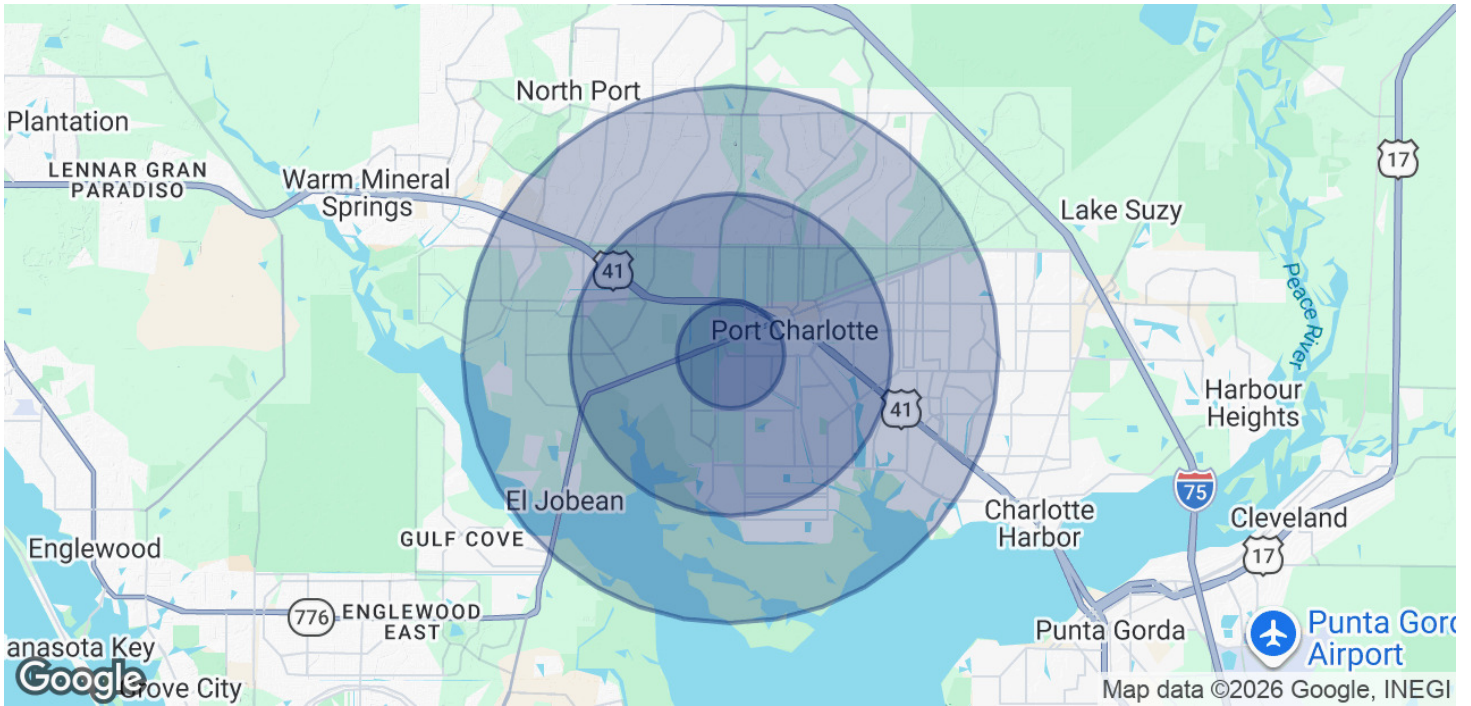 North Port
Plantation
LENNAR GRAN
PARADISO
Warm Mineral
Springs
17
Lake Suzy
41
Peace River
Port Charlotte
Harbour
Heights
41
El Jobean
75
Charlotte
Harbor
Cleveland
GULF COVE
Englewood
17
776
ENGLEWOOD
EAST
Punta Gorda
Punta Gord
Airport
anasota Key
Google
Grove City
Map data ©2026 Google, INEGI